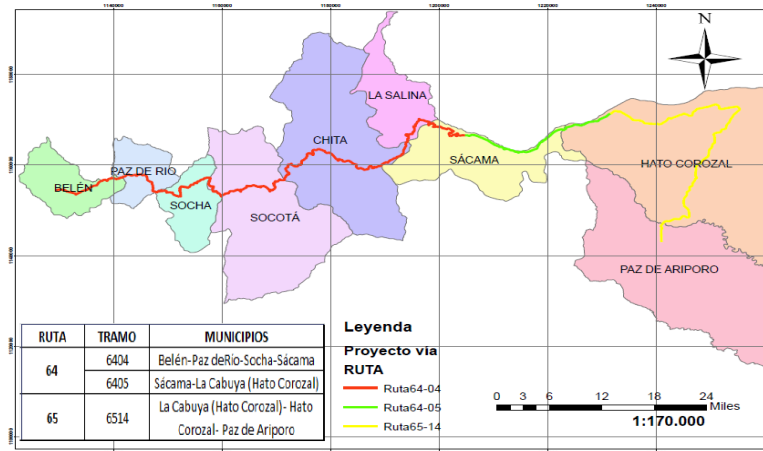 1140000 1160000 1180000 1200000 1220000 1240000
N
LA SALINA
CHITA
PAZ DE RIO
SÁCAMA
BELÉN
HATO COROZAL
SOCHA
SOCOTÁ
PAZ DE ARIPORO
RUTA TRAMO MUNICIPIOS
64 6404 Belén-Paz deRio-Socha-Sácama
6405 Sácama-La Cabuya (Hato Corozal)
65 6514 La Cabuya (Hato Corozal)- Hato
Corozal- Paz de Ariporo
Leyenda
Proyecto via
RUTA
Ruta64-04
Ruta64-05
Ruta65-14
0 3 6 12 18 24
Miles
1:170.000